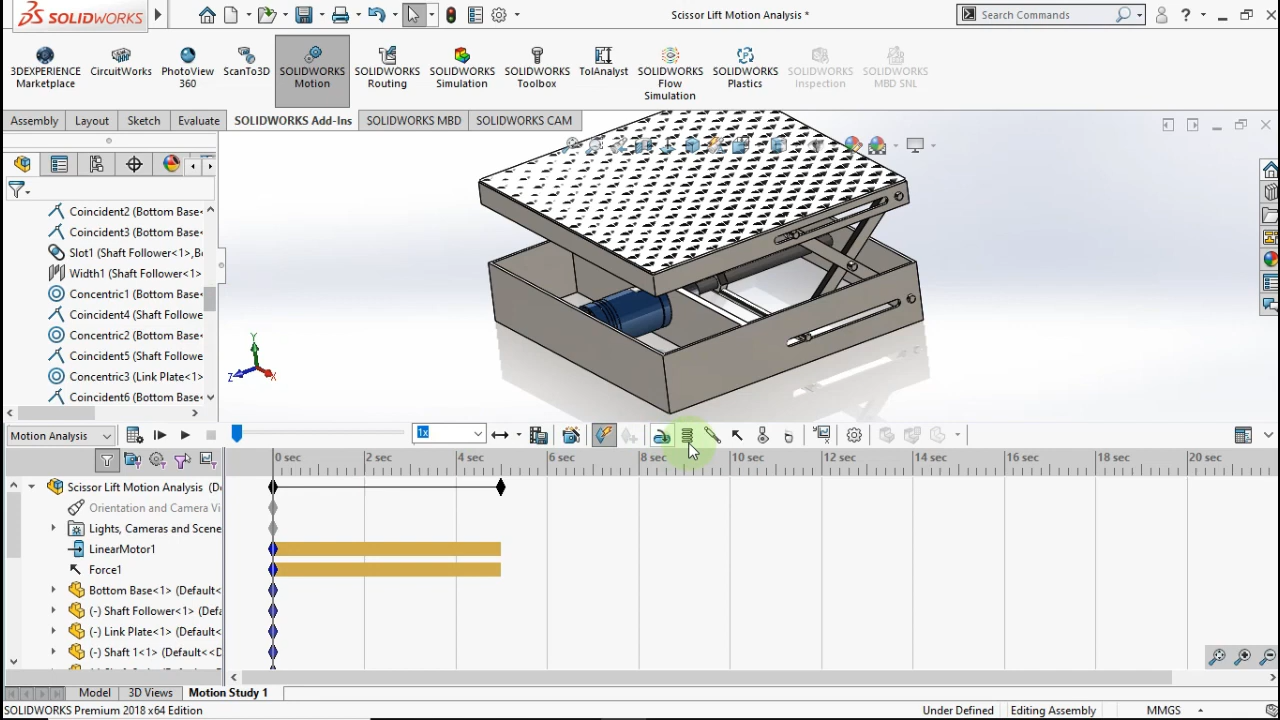 SOLIDWORKS
Scissor Lift Motion Analysis *
Search Commands
?
3DEXPERIENCE
Marketplace
CircuitWorks
PhotoView
360
ScanTo3D
SOLIDWORKS
Motion
SOLIDWORKS
Routing
SOLIDWORKS
Simulation
SOLIDWORKS
Toolbox
TolAnalyst
SOLIDWORKS
Flow
Simulation
SOLIDWORKS
Plastics
SOLIDWORKS
Inspection
SOLIDWORKS
MBD SNL
Assembly
Layout
Sketch
Evaluate
SOLIDWORKS Add-Ins
SOLIDWORKS MBD
SOLIDWORKS CAM
Coincident2 (Bottom Base<
Coincident3 (Bottom Base<
Slot1 (Shaft Follower<1>,Bo
Width1 (Shaft Follower<1>
Concentric1 (Bottom Base<
Coincident4 (Shaft Followe
Concentric2 (Bottom Base<
Coincident5 (Shaft Followe
Concentric3 (Link Plate<1>
Coincident6 (Bottom Base<
Y
Z
X
Motion Analysis
1x
0 sec 2 sec 4 sec 6 sec 8 sec 10 sec 12 sec 14 sec 16 sec 18 sec 20 sec
Scissor Lift Motion Analysis (D
Orientation and Camera Vi
Lights, Cameras and Scene
LinearMotor1
Force1
Bottom Base<1> (Default<
(-) Shaft Follower<1> (Defa
(-) Link Plate<1> (Default<
(-) Shaft 1<1> (Default<<D
Model
3D Views
Motion Study 1
SOLIDWORKS Premium 2018 x64 Edition
Under Defined
Editing Assembly
MMGS